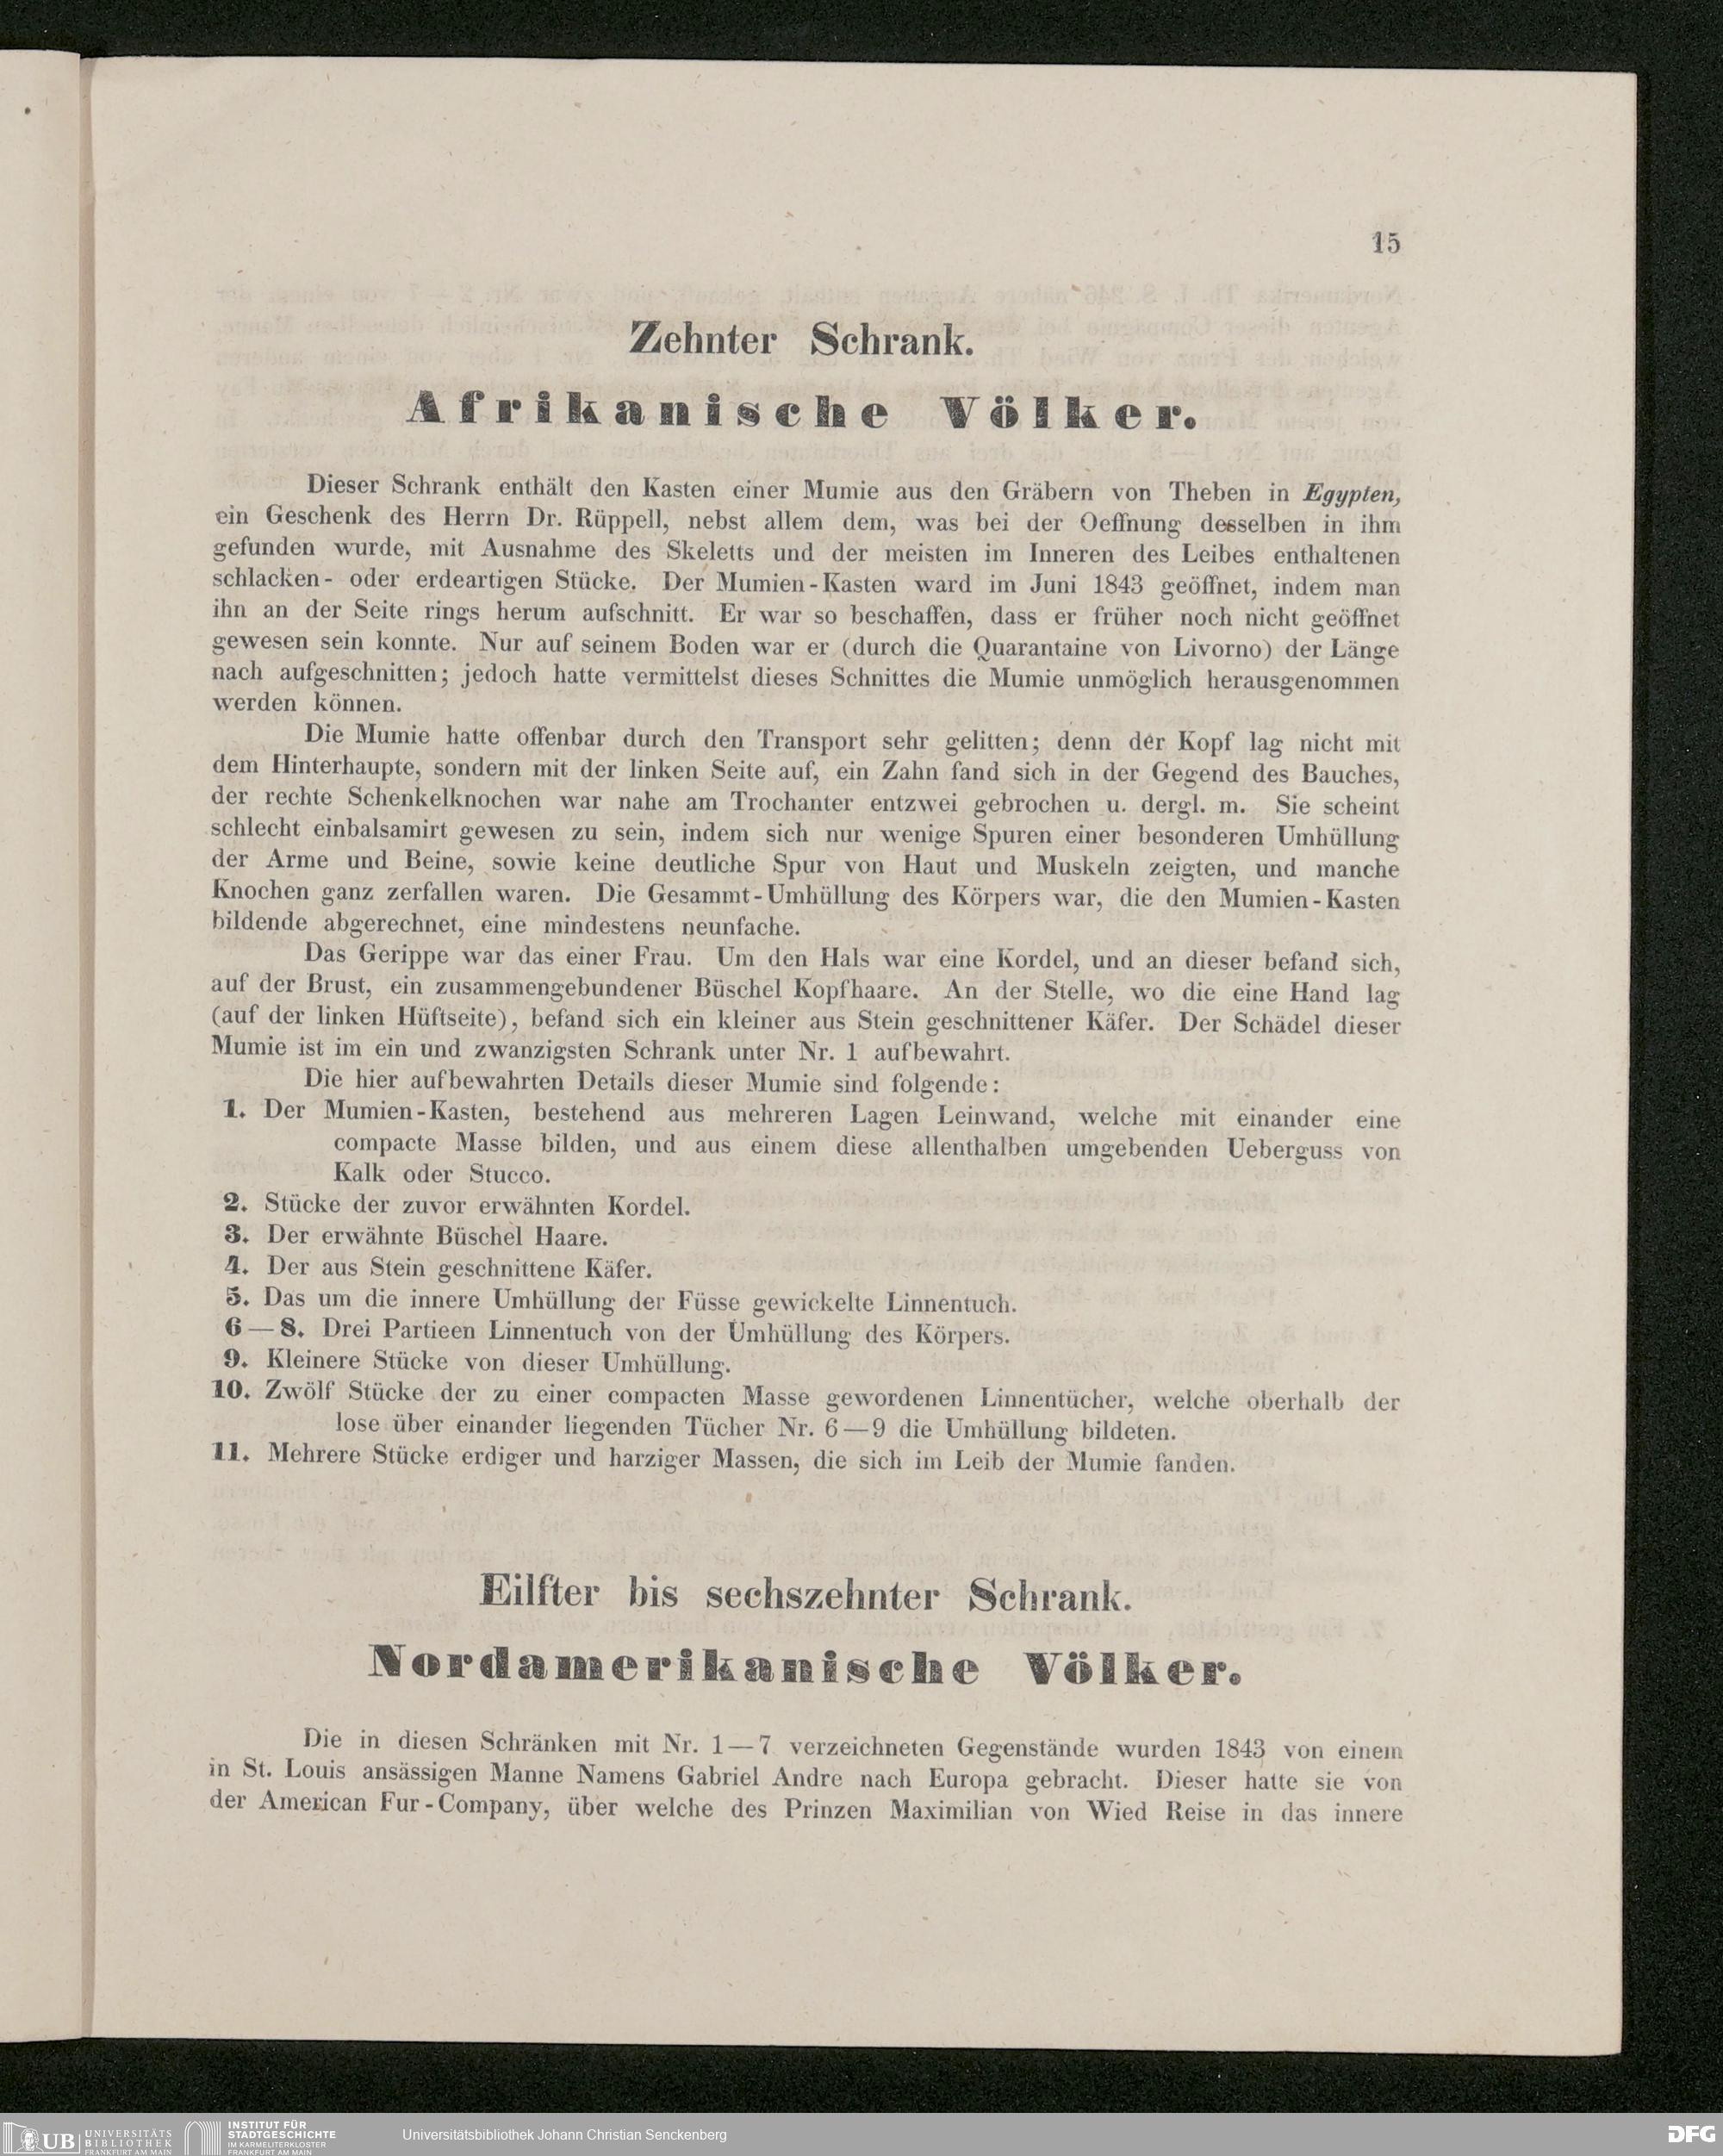 15
Zehnter Schrank.
Afrikanische Völker.
Dieser Schrank enthält den Kasten einer Mumie aus den Gräbern von Theben in Egypten,
ein Geschenk des Herrn Dr. Rüppell, nebst allem dem, was bei der Oeffnung desselben in ihm
gefunden wurde, mit Ausnahme des Skeletts und der meisten im Inneren des Leibes enthaltenen
schlacken- oder erdeartigen Stücke. Der Mumien-Kasten ward im Juni 1843 geöffnet, indem man
ihn an der Seite rings herum aufschnitt. Er war so beschaffen, dass er früher noch nicht geöffnet
gewesen sein konnte. Nur auf seinem Boden war er (durch die Quarantaine von Livorno) der Länge
nach aufgeschnitten; jedoch hatte vermittelst dieses Schnittes die Mumie unmöglich herausgenommen
werden können.
Die Mumie hatte offenbar durch den Transport sehr gelitten; denn der Kopf lag nicht mit
dem Hinterhaupte, sondern mit der linken Seite auf, ein Zahn fand sich in der Gegend des Bauches,
der rechte Schenkelknochen war nahe am Trochanter entzwei gebrochen u. dergl. m. Sie scheint
schlecht einbalsamirt gewesen zu sein, indem sich nur wenige Spuren einer besonderen Umhüllung
der Arme und Beine, sowie keine deutliche Spur von Haut und Muskeln zeigten, und manche
Knochen ganz zerfallen waren. Die Gesammt-Umhüllung des Körpers war, die den Mumien-Kasten
bildende abgerechnet, eine mindestens neunfache.
Das Gerippe war das einer Frau. Um den Hals war eine Kordel, und an dieser befand sich,
auf der Brust, ein zusammengebundener Büschel Kopfhaare. An der Stelle, wo die eine Hand lag
(auf der linken Hüftseite), befand sich ein kleiner aus Stein geschnittener Käfer. Der Schädel dieser
Mumie ist im ein und zwanzigsten Schrank unter Nr. 1 aufbewahrt.
Die hier aufbewahrten Details dieser Mumie sind folgende:
1. Der Mumien-Kasten, bestehend aus mehreren Lagen Leinwand, welche mit einander eine
compacte Masse bilden, und aus einem diese allenthalben umgebenden Ueberguss von
Kalk oder Stucco.
2. Stücke der zuvor erwähnten Kordel.
3. Der erwähnte Büschel Haare.
4. Der aus Stein geschnittene Käfer.
5. Das um die innere Umhüllung der Füsse gewickelte Linnentuch.
6 — 8. Drei Partieen Linnentuch von der Umhüllung des Körpers.
9. Kleinere Stücke von dieser Umhüllung.
10. Zwölf Stücke der zu einer compacten Masse gewordenen Linnentücher, welche oberhalb der
lose über einander liegenden Tücher Nr. 6 — 9 die Umhüllung bildeten.
11. Mehrere Stücke erdiger und harziger Massen, die sich im Leib der Mumie fanden.
Eilfter bis sechszehnter Schrank.
Nordamerikanische Völker.
Die in diesen Schränken mit Nr. 1 — 7 verzeichneten Gegenstände wurden 1843 von einem
in St. Louis ansässigen Manne Namens Gabriel Andre nach Europa gebracht. Dieser hatte sie von
der American Fur-Company, über welche des Prinzen Maximilian von Wied Reise in das innere
UB UNIVERSITÄTS BIBLIOTHEK FRANKFURT AM MAIN
INSTITUT FÜR STADTGESCHICHTE IM KARMELITERKLOSTER FRANKFURT AM MAIN
Universitätsbibliothek Johann Christian Senckenberg
DFG